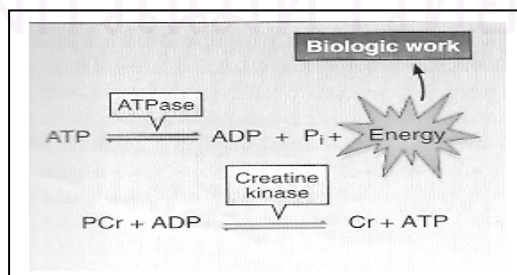 Biologic work
ATPase
ATP ADP + Pi + Energy
Creatine
kinase
PCr + ADP Cr + ATP